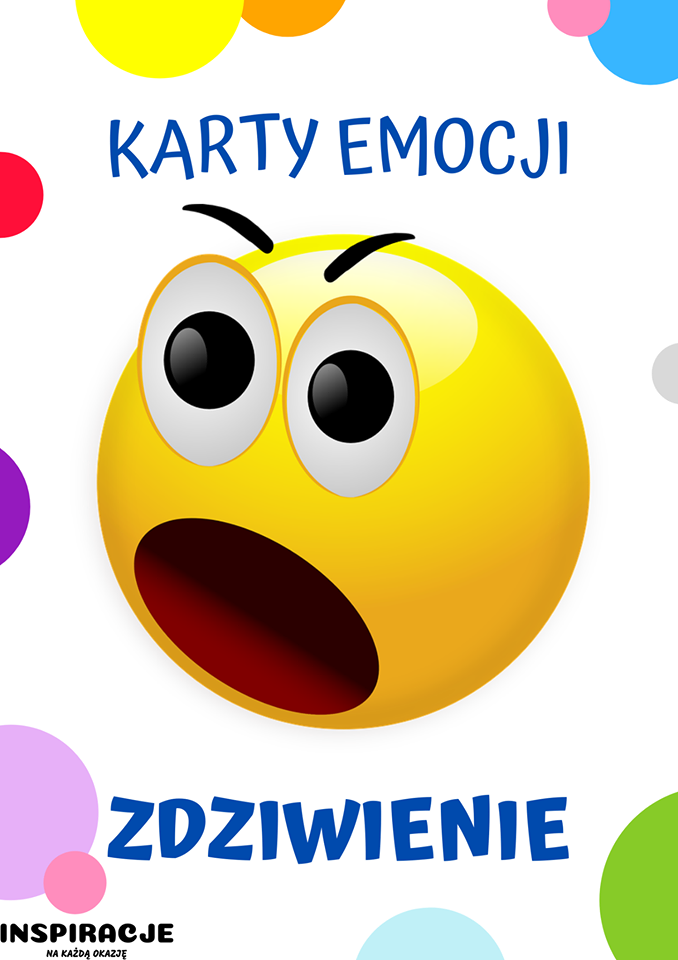 KARTY EMOCJI
ZDZIWIENIE
INSPIRACJE
NA KAŻDĄ OKAZJĘ